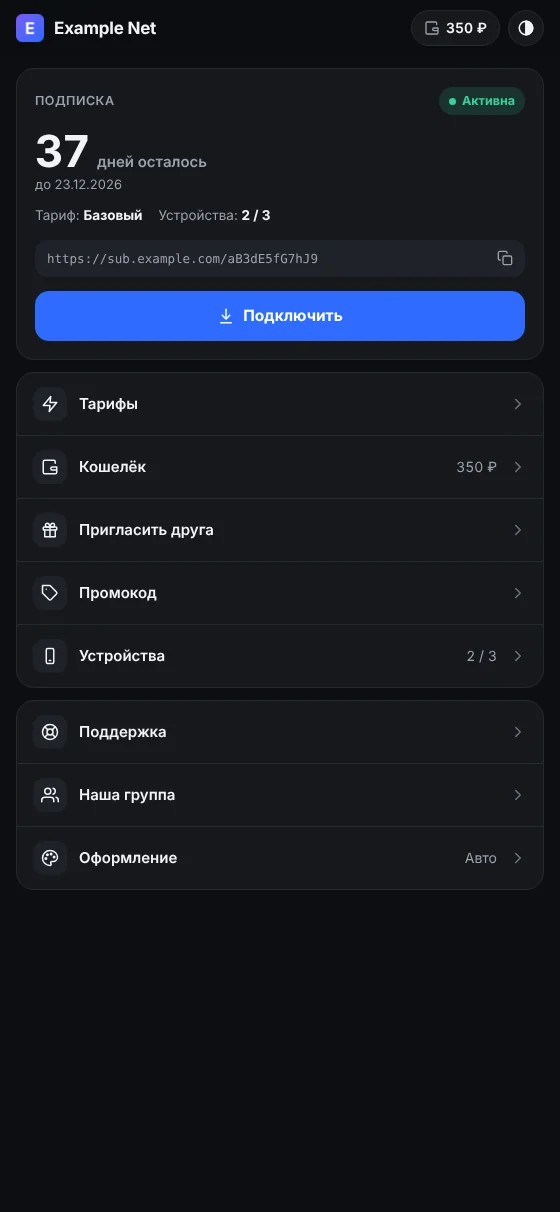 E Example Net 350 ₽
ПОДПИСКА Активна
37 дней осталось
до 23.12.2026
Тариф: Базовый Устройства: 2 / 3
https://sub.example.com/aB3dE5fG7hJ9
Подключить
Тарифы
Кошелёк 350 ₽
Пригласить друга
Промокод
Устройства 2 / 3
Поддержка
Наша группа
Оформление Авто